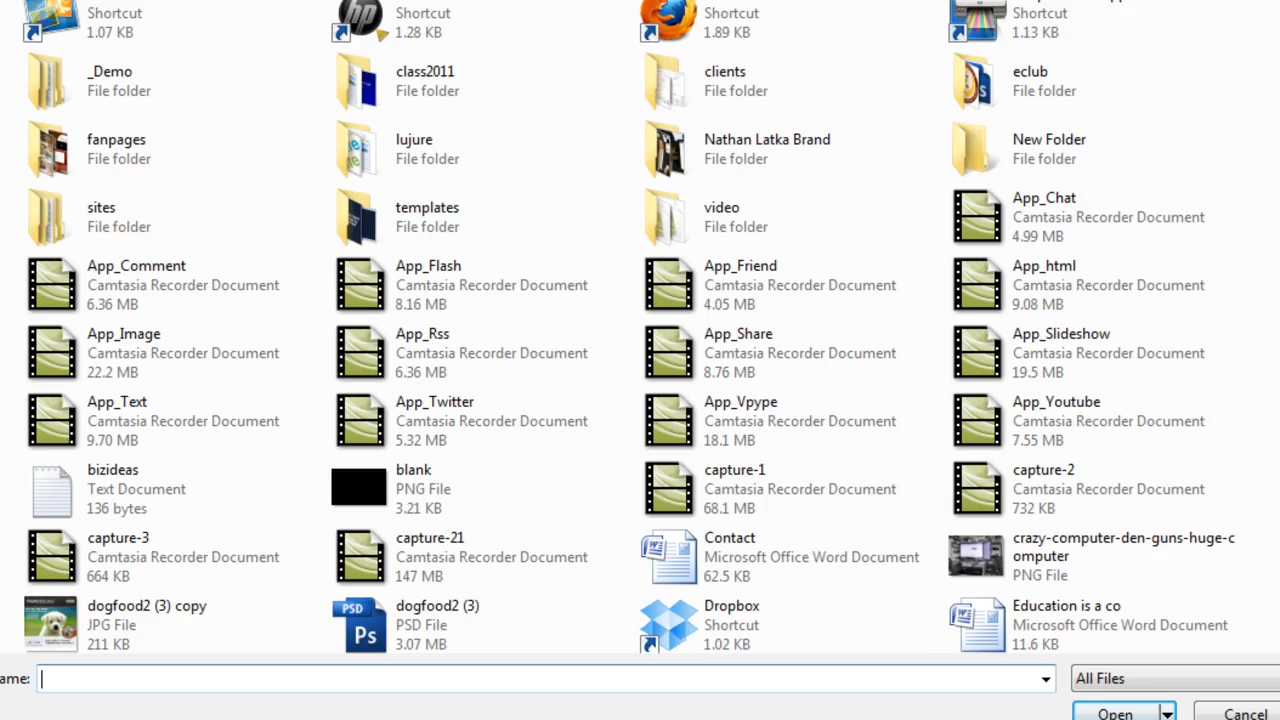 Shortcut
1.07 KB
Shortcut
1.28 KB
Shortcut
1.89 KB
Shortcut
1.13 KB
_Demo
File folder
class2011
File folder
clients
File folder
eclub
File folder
fanpages
File folder
lujure
File folder
Nathan Latka Brand
File folder
New Folder
File folder
sites
File folder
templates
File folder
video
File folder
App_Chat
Camtasia Recorder Document
4.99 MB
App_Comment
Camtasia Recorder Document
6.36 MB
App_Flash
Camtasia Recorder Document
8.16 MB
App_Friend
Camtasia Recorder Document
4.05 MB
App_html
Camtasia Recorder Document
9.08 MB
App_Image
Camtasia Recorder Document
22.2 MB
App_Rss
Camtasia Recorder Document
6.36 MB
App_Share
Camtasia Recorder Document
8.76 MB
App_Slideshow
Camtasia Recorder Document
19.5 MB
App_Text
Camtasia Recorder Document
9.70 MB
App_Twitter
Camtasia Recorder Document
5.32 MB
App_Vpype
Camtasia Recorder Document
18.1 MB
App_Youtube
Camtasia Recorder Document
7.55 MB
bizideas
Text Document
136 bytes
blank
PNG File
3.21 KB
capture-1
Camtasia Recorder Document
68.1 MB
capture-2
Camtasia Recorder Document
732 KB
capture-3
Camtasia Recorder Document
664 KB
capture-21
Camtasia Recorder Document
147 MB
Contact
Microsoft Office Word Document
62.5 KB
crazy-computer-den-guns-huge-c
omputer
PNG File
dogfood2 (3) copy
JPG File
211 KB
PSD
Ps
dogfood2 (3)
PSD File
3.07 MB
Dropbox
Shortcut
1.02 KB
Education is a co
Microsoft Office Word Document
11.6 KB
ame:
All Files
Open
Cancel